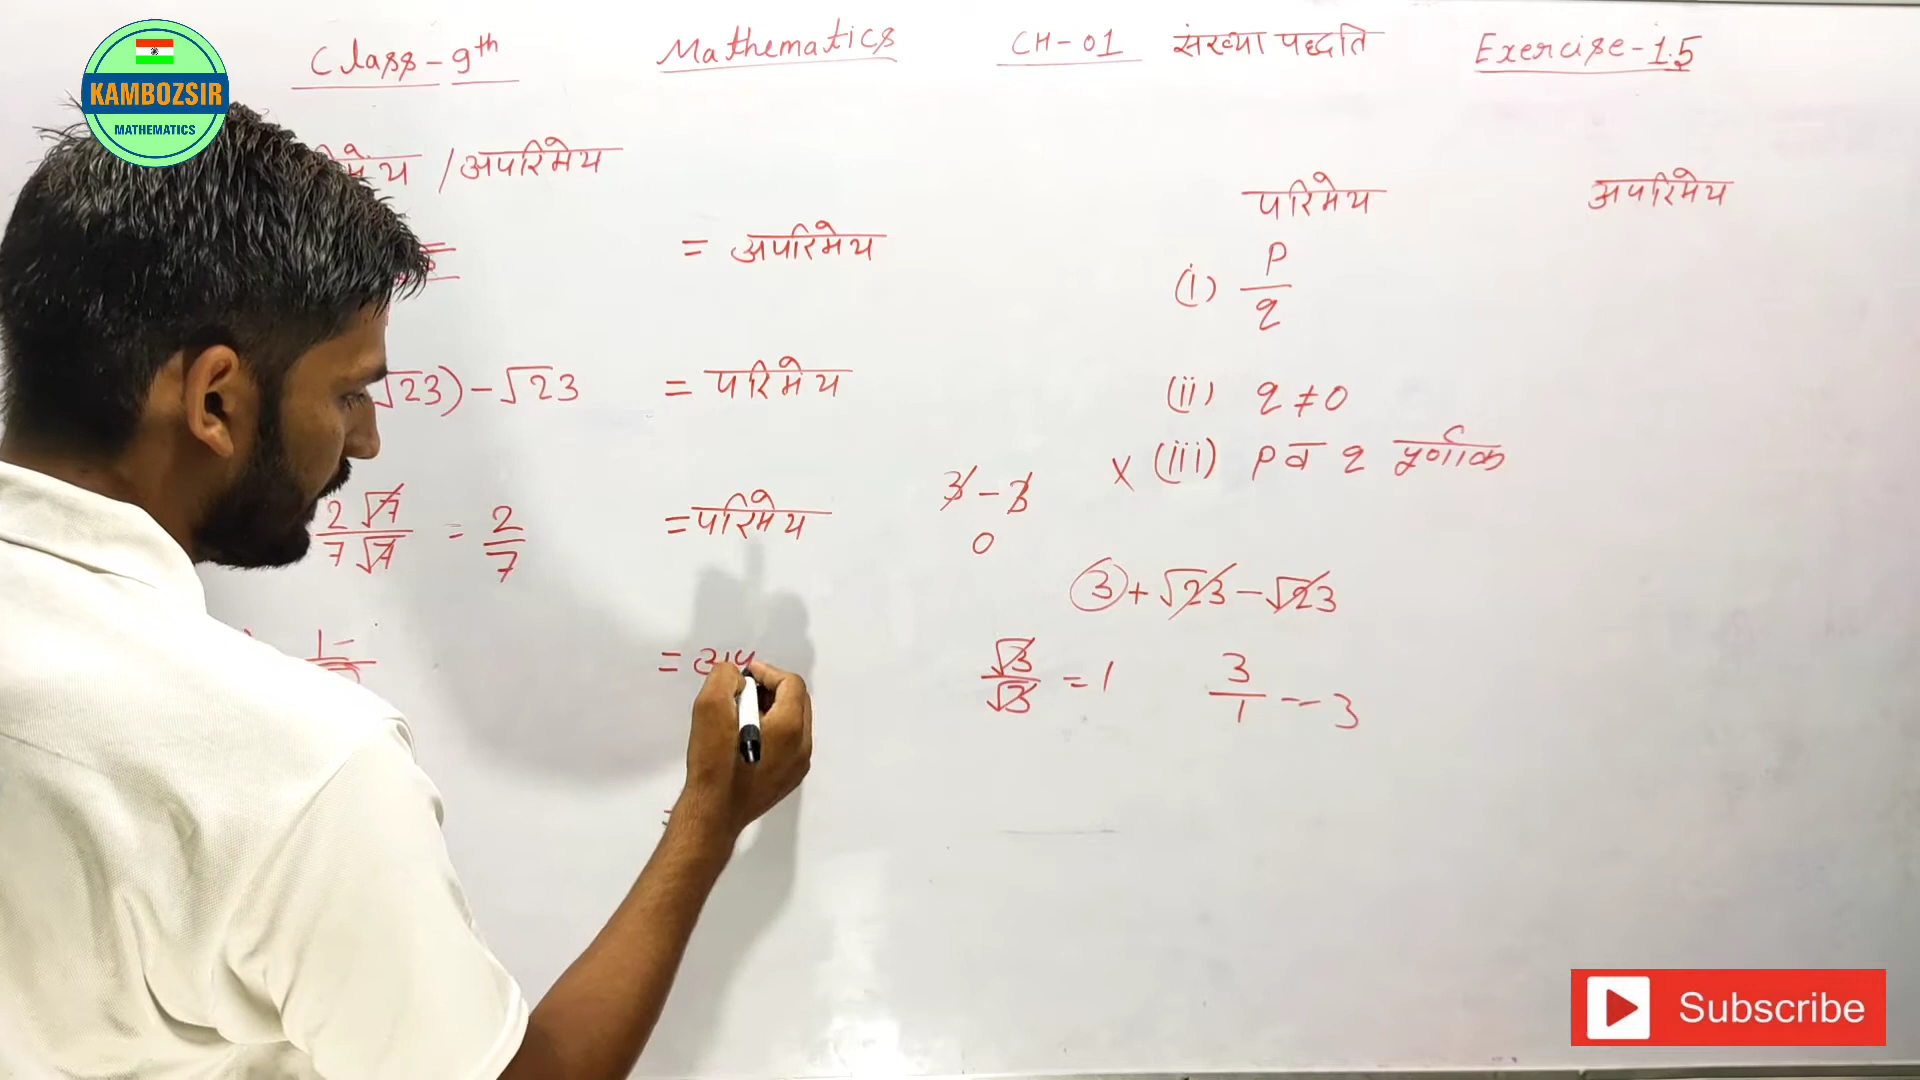 KAMBOZSIR
MATHEMATICS
Class - 9th Mathematics CH-01 संख्या पद्धति Exercise - 1.5
/ अपरिमेय
= अपरिमेय
√23) - √23 = परिमेय
2√7 / 7√7 = 2/7 = परिमेय
= अप
परिमेय अपरिमेय
(i) p/q
(ii) q ≠ 0
X (iii) p व q पूर्णांक
3 - 3
0
3 + √23 - √23
√3/√3 = 1 3/1 = 3
Subscribe